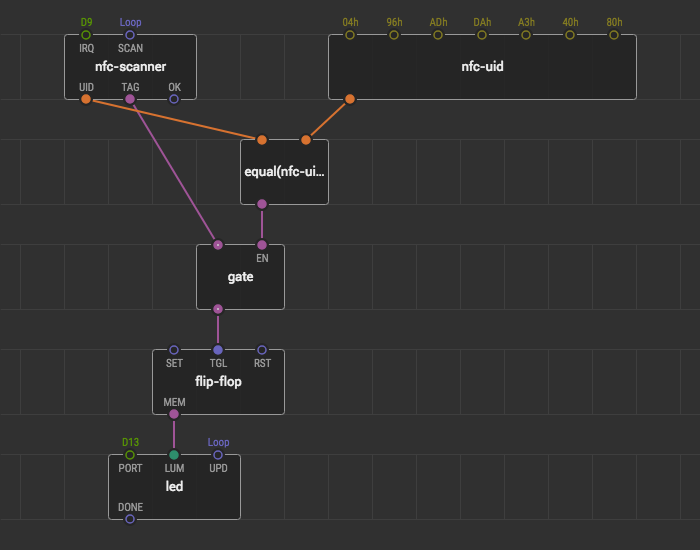 D9 Loop 04h 96h ADh DAh A3h 40h 80h
IRQ SCAN
nfc-scanner nfc-uid
UID TAG OK
equal(nfc-ui...
EN
gate
SET TGL RST
flip-flop
MEM
D13 Loop
PORT LUM UPD
led
DONE